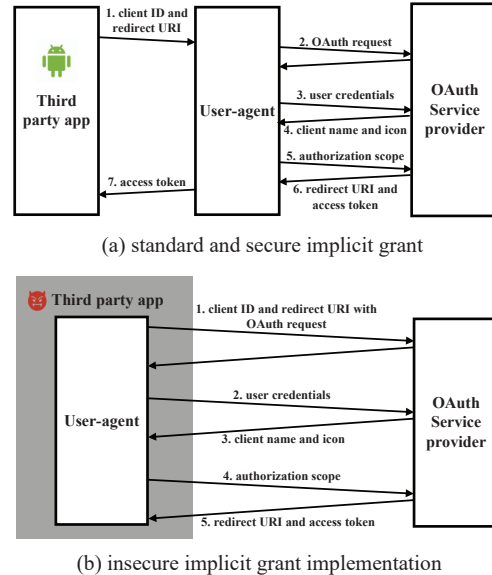 1. client ID and
redirect URI
2. OAuth request
Third
party app
User-agent
3. user credentials
OAuth
Service
provider
4. client name and icon
5. authorization scope
7. access token
6. redirect URI and
access token
(a) standard and secure implicit grant
Third party app
1. client ID and redirect URI with
OAuth request
2. user credentials
User-agent
OAuth
Service
provider
3. client name and icon
4. authorization scope
5. redirect URI and access token
(b) insecure implicit grant implementation